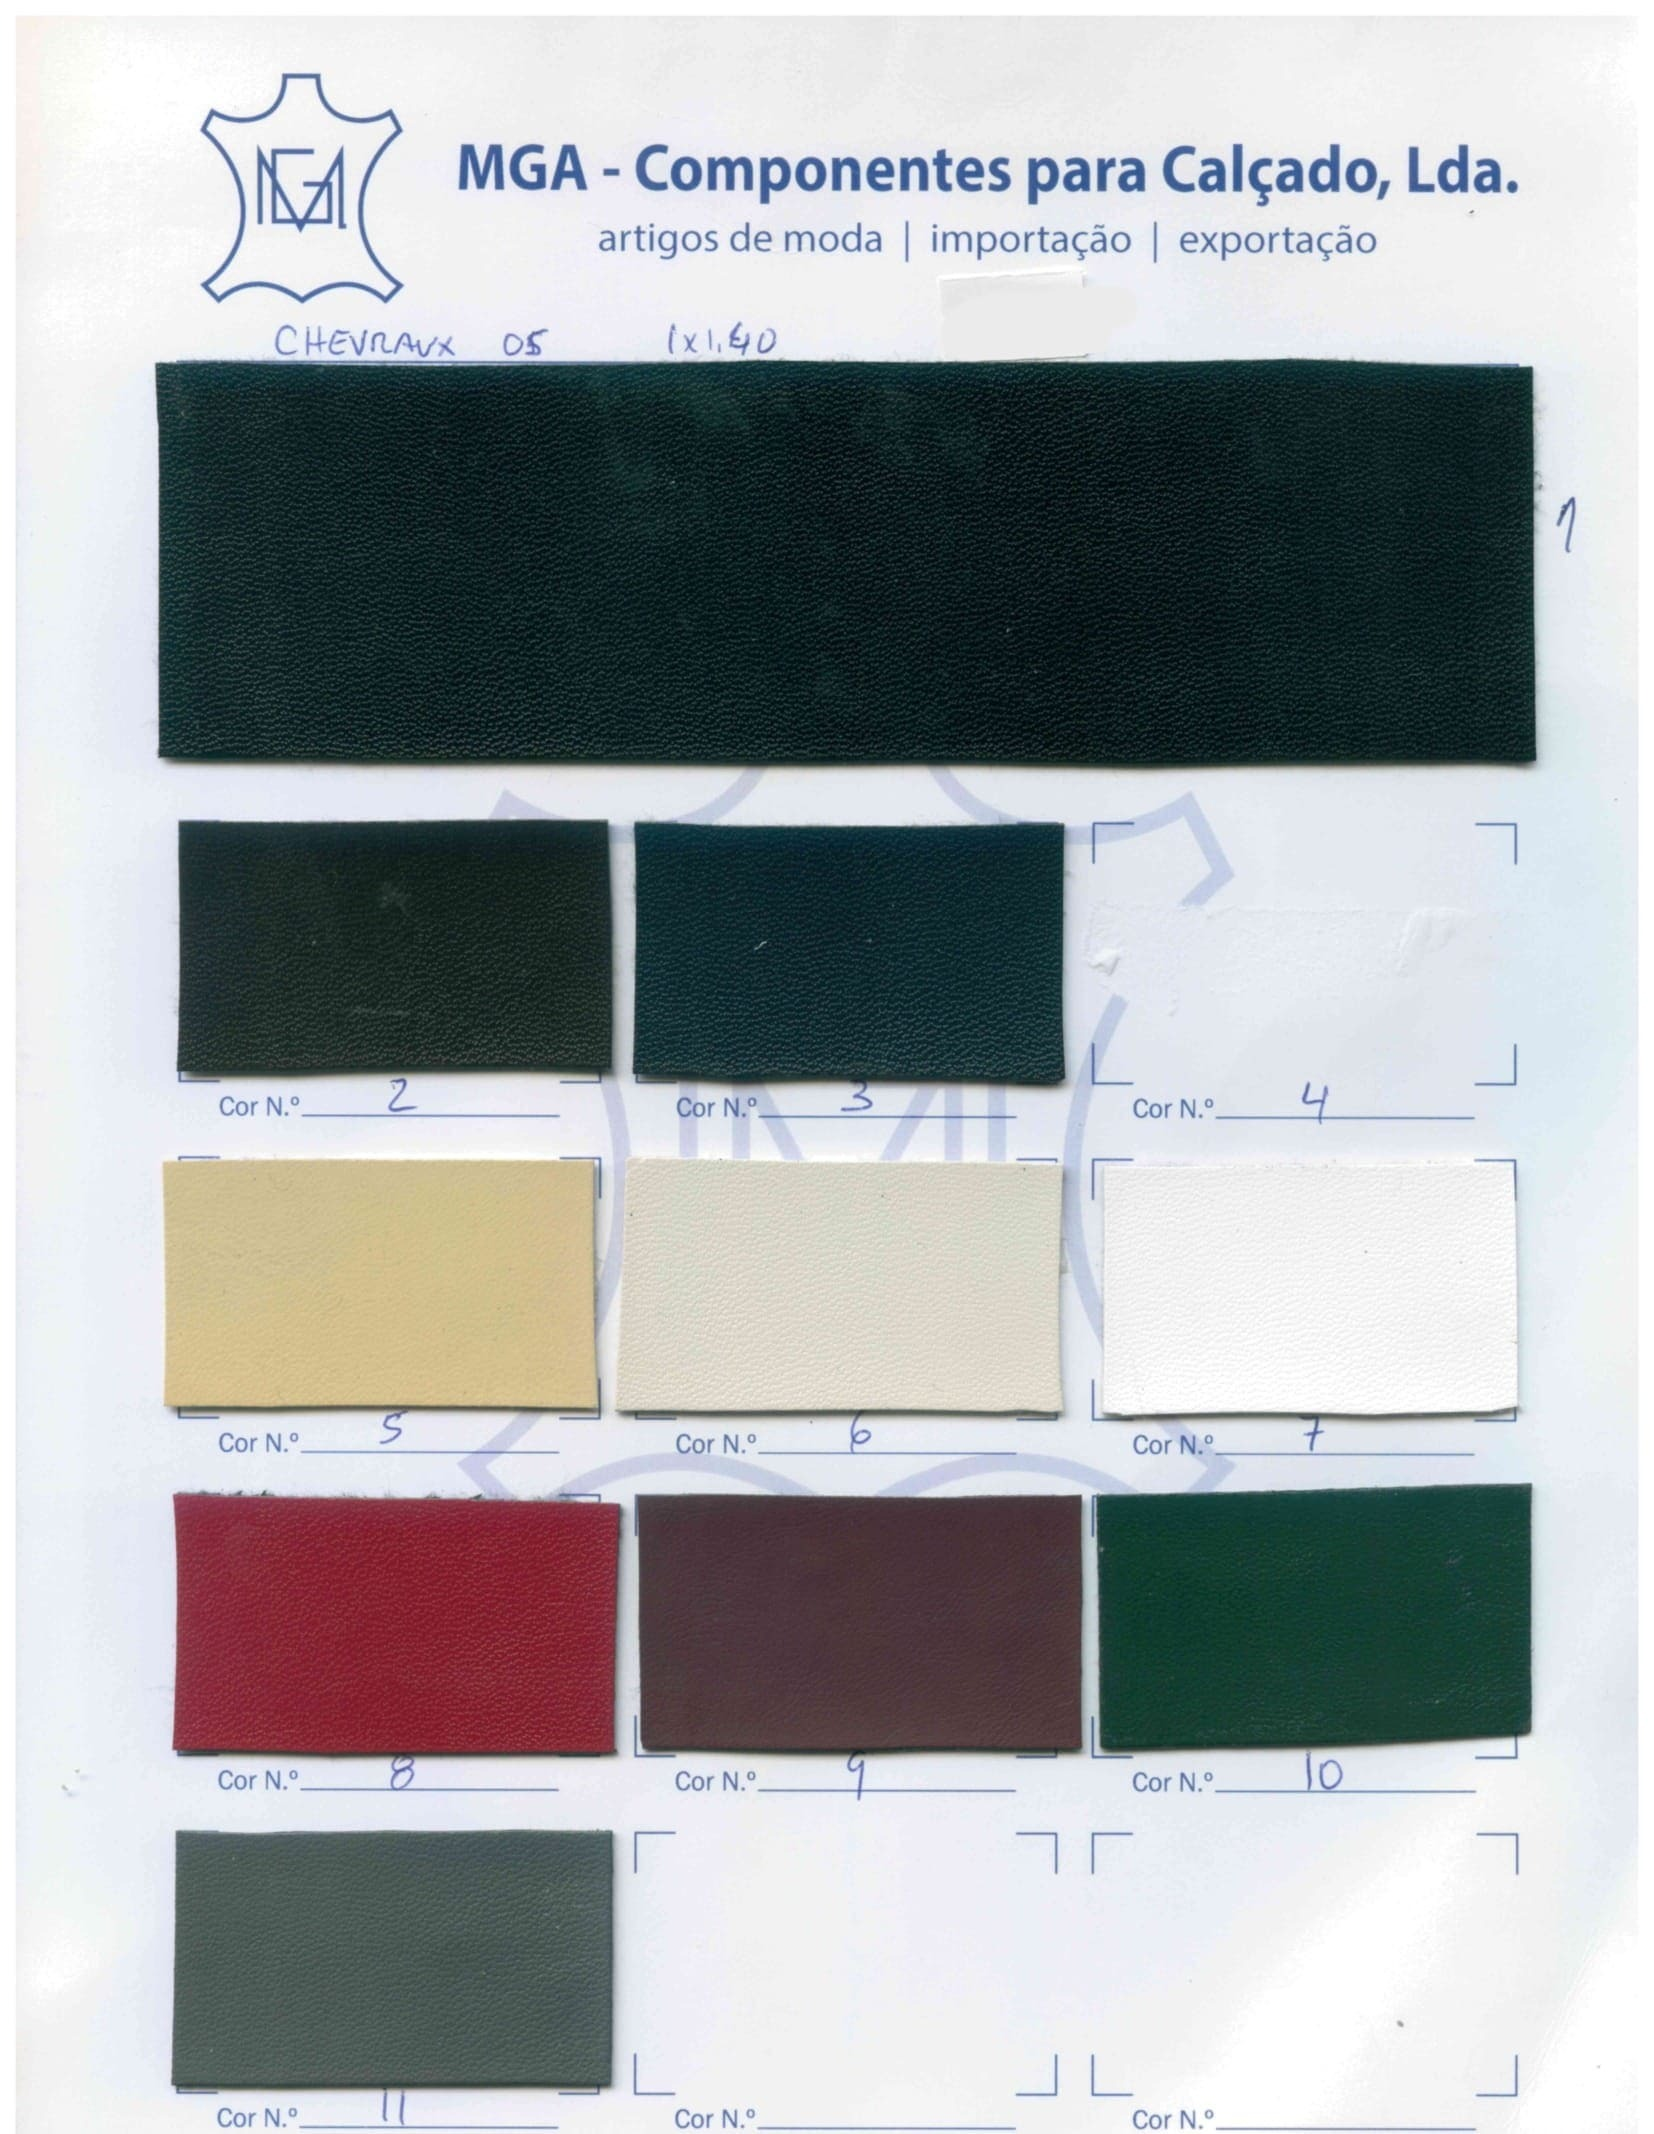 MGA
MGA - Componentes para Calçado, Lda.
artigos de moda | importação | exportação
CHEVRAUX 05 1x1,40
1
Cor N.º 2 Cor N.º 3 Cor N.º 4
Cor N.º 5 Cor N.º 6 Cor N.º 7
Cor N.º 8 Cor N.º 9 Cor N.º 10
Cor N.º 11 Cor N.º Cor N.º